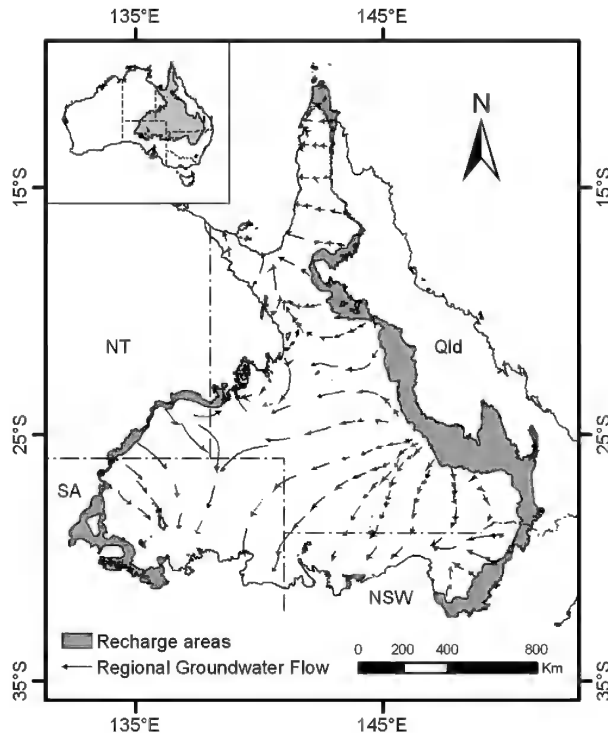 135°E 145°E
N
15°S 15°S
NT Qld
25°S 25°S
SA
NSW
Recharge areas
Regional Groundwater Flow
0 200 400 800
Km
35°S 35°S
135°E 145°E